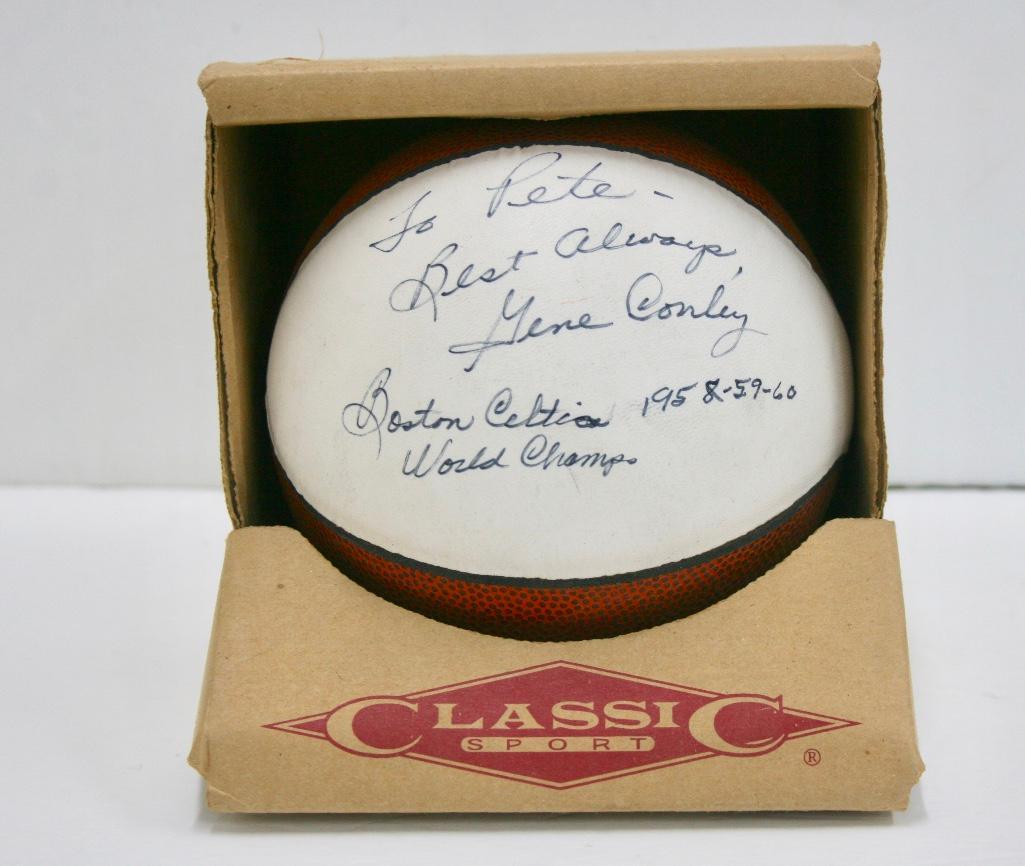 To Pete -
Best Always,
Gene Conley
Boston Celtics 1958-59-60
World Champs
CLASSIC
SPORT
®